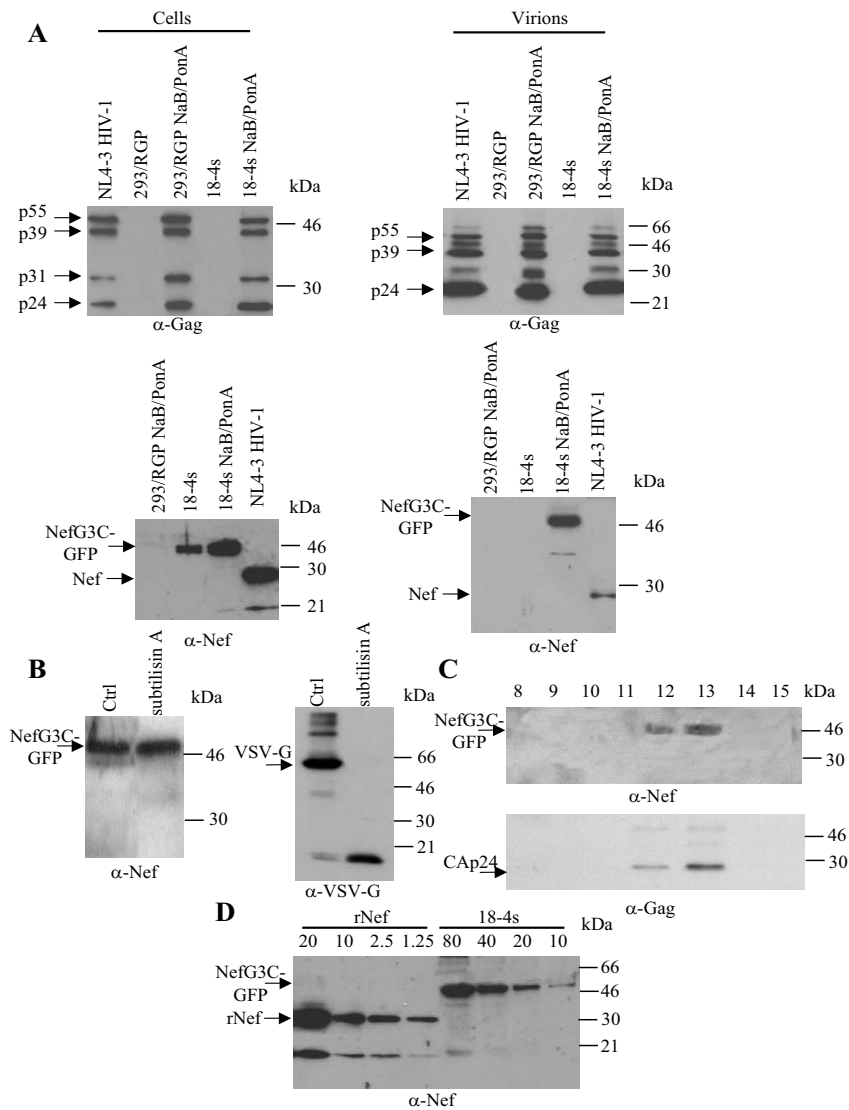 A
Cells
NL4-3 HIV-1
293/RGP
293/RGP NaB/PonA
18-4s
18-4s NaB/PonA
kDa
p55
p39
p31
p24
46
30
α-Gag
Virions
NL4-3 HIV-1
293/RGP
293/RGP NaB/PonA
18-4s
18-4s NaB/PonA
kDa
p55
p39
p24
66
46
30
21
α-Gag
293/RGP NaB/PonA
18-4s
18-4s NaB/PonA
NL4-3 HIV-1
kDa
NefG3C-
GFP
Nef
46
30
21
α-Nef
293/RGP NaB/PonA
18-4s
18-4s NaB/PonA
NL4-3 HIV-1
kDa
NefG3C-
GFP
Nef
46
30
α-Nef
B
Ctrl
subtilisin A
kDa
NefG3C-
GFP
46
30
α-Nef
Ctrl
subtilisin A
kDa
VSV-G
66
46
30
21
α-VSV-G
C
8 9 10 11 12 13 14 15 kDa
NefG3C-
GFP
46
30
α-Nef
CAp24
46
30
α-Gag
D
rNef 18-4s
20 10 2.5 1.25 80 40 20 10 kDa
NefG3C-
GFP
rNef
66
46
30
21
α-Nef